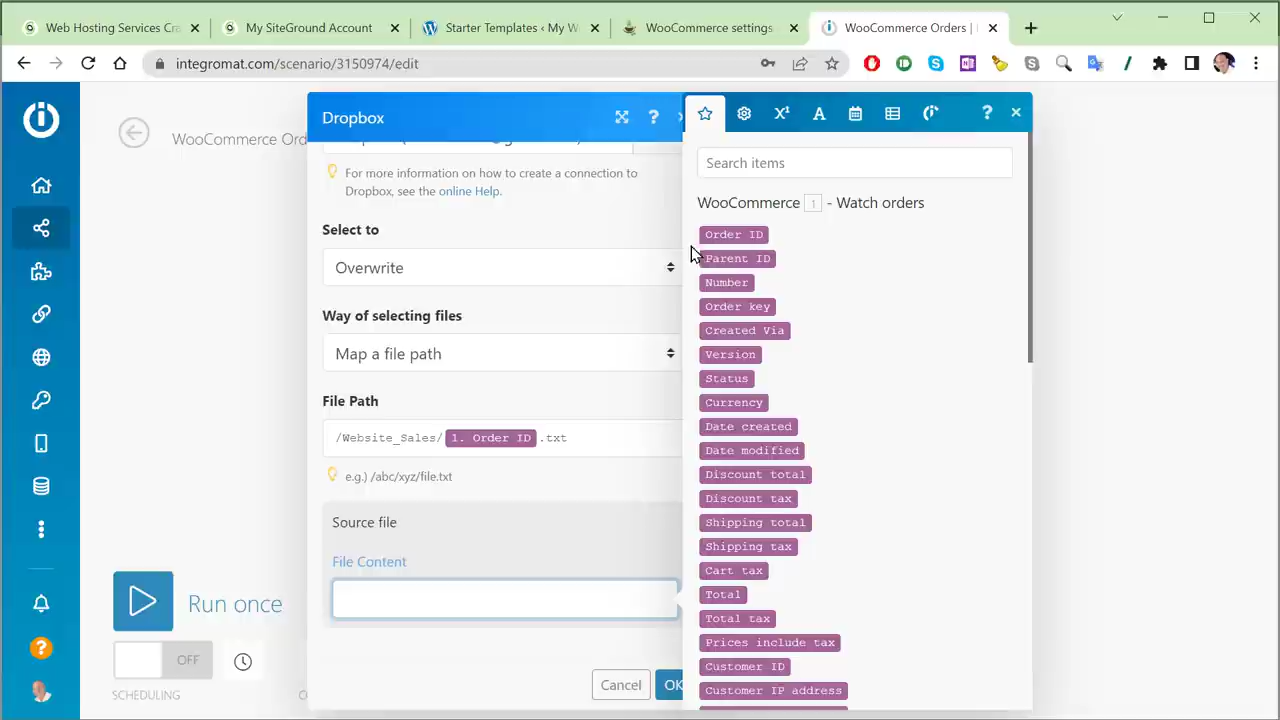 Web Hosting Services Cra
My SiteGround Account
Starter Templates ‹ My W
WooCommerce settings
WooCommerce Orders |
integromat.com/scenario/3150974/edit
WooCommerce Ord
Dropbox
For more information on how to create a connection to
Dropbox, see the online Help.
Select to
Overwrite
Way of selecting files
Map a file path
File Path
/Website_Sales/ 1. Order ID .txt
e.g.) /abc/xyz/file.txt
Source file
File Content
Cancel
OK
Run once
OFF
SCHEDULING
Search items
WooCommerce 1 - Watch orders
Order ID
Parent ID
Number
Order key
Created Via
Version
Status
Currency
Date created
Date modified
Discount total
Discount tax
Shipping total
Shipping tax
Cart tax
Total
Total tax
Prices include tax
Customer ID
Customer IP address